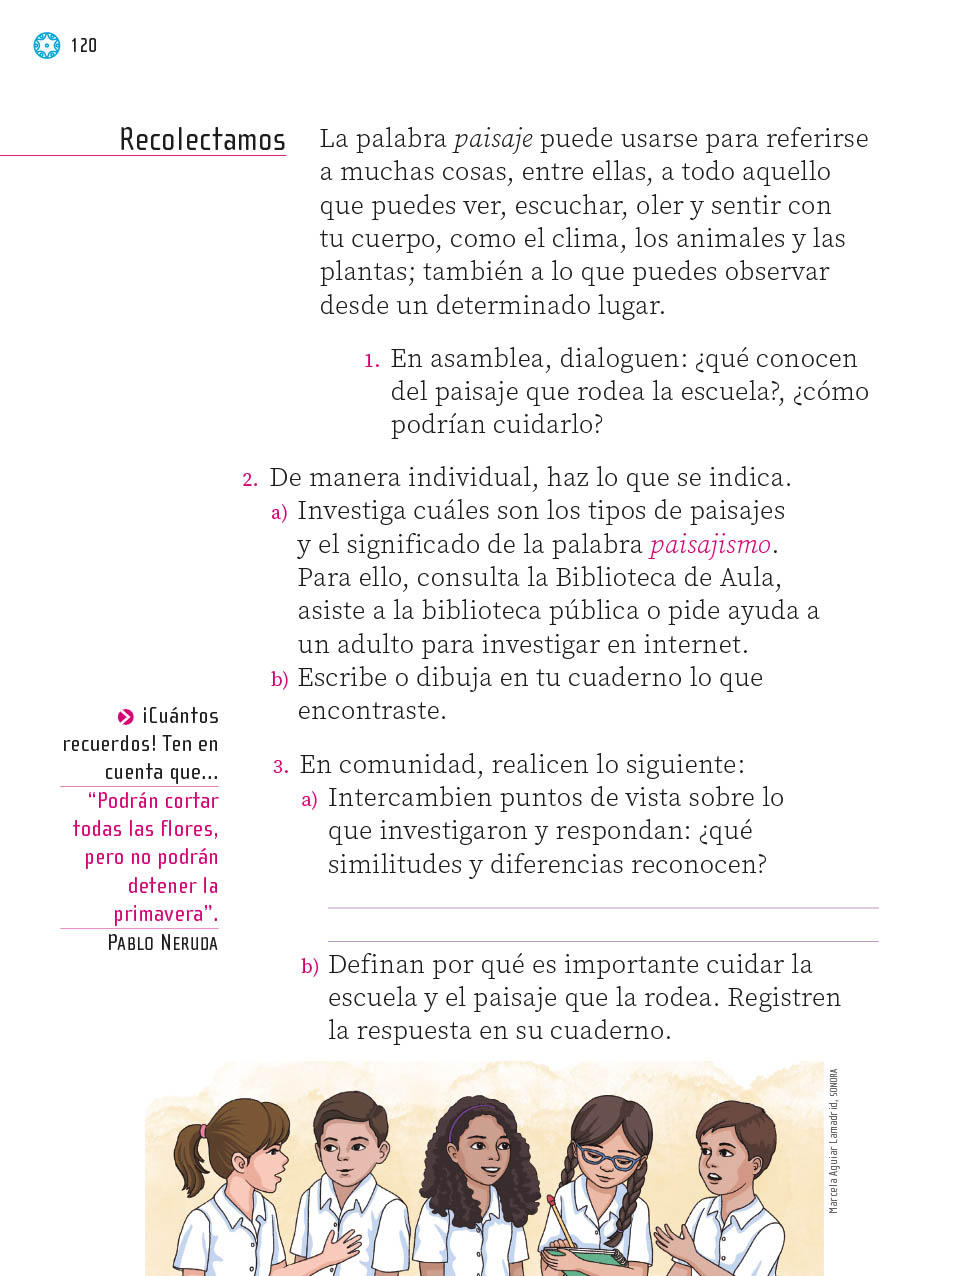 120
Recolectamos
La palabra paisaje puede usarse para referirse
a muchas cosas, entre ellas, a todo aquello
que puedes ver, escuchar, oler y sentir con
tu cuerpo, como el clima, los animales y las
plantas; también a lo que puedes observar
desde un determinado lugar.
1. En asamblea, dialoguen: ¿qué conocen
del paisaje que rodea la escuela?, ¿cómo
podrían cuidarlo?
2. De manera individual, haz lo que se indica.
a) Investiga cuáles son los tipos de paisajes
y el significado de la palabra paisajismo.
Para ello, consulta la Biblioteca de Aula,
asiste a la biblioteca pública o pide ayuda a
un adulto para investigar en internet.
b) Escribe o dibuja en tu cuaderno lo que
encontraste.
¡Cuántos
recuerdos! Ten en
cuenta que...
“Podrán cortar
todas las flores,
pero no podrán
detener la
primavera”.
PABLO NERUDA
3. En comunidad, realicen lo siguiente:
a) Intercambien puntos de vista sobre lo
que investigaron y respondan: ¿qué
similitudes y diferencias reconocen?
b) Definan por qué es importante cuidar la
escuela y el paisaje que la rodea. Registren
la respuesta en su cuaderno.
Marcela Aguiar Lamadrid, SONORA